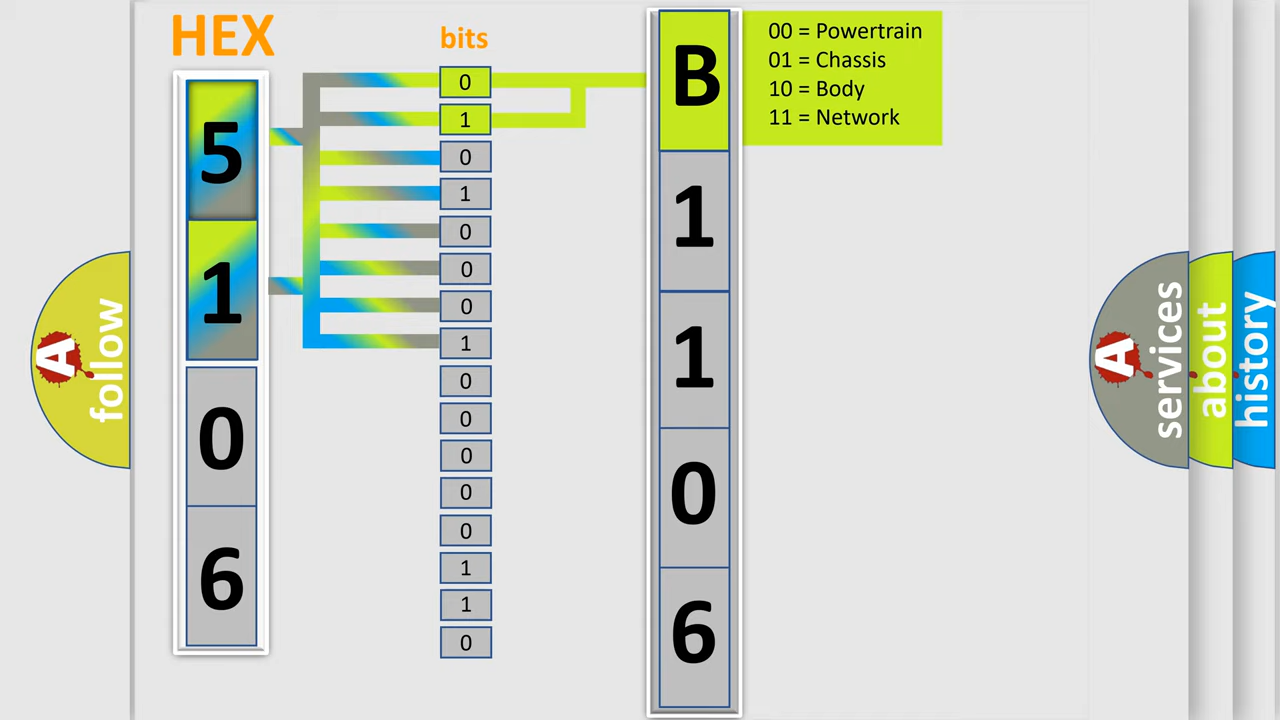 HEX
bits
5
1
0
6
0
1
0
1
0
0
0
1
0
0
0
0
0
1
1
0
B
1
1
0
6
00 = Powertrain
01 = Chassis
10 = Body
11 = Network
A
follow
A
services
about
history